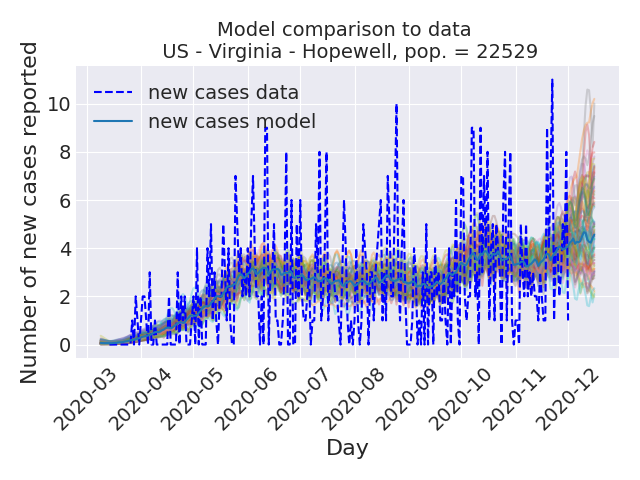 Model comparison to data
US - Virginia - Hopewell, pop. = 22529
Number of new cases reported
10
8
6
4
2
0
new cases data
new cases model
2020-03
2020-04
2020-05
2020-06
2020-07
2020-08
2020-09
2020-10
2020-11
2020-12
Day